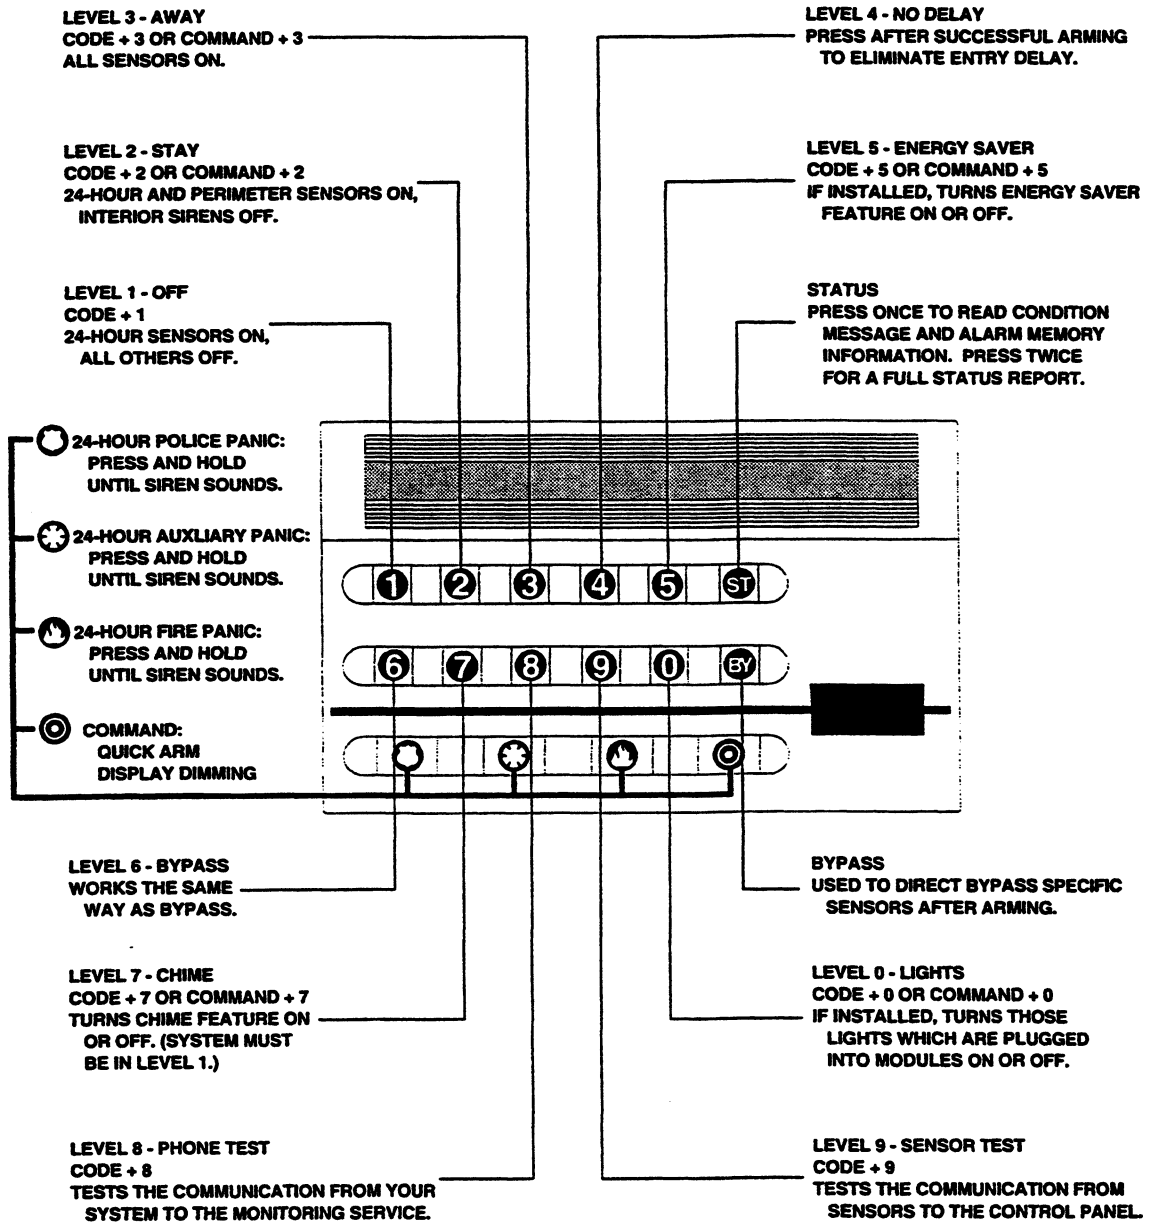 LEVEL 3 - AWAY
CODE + 3 OR COMMAND + 3
ALL SENSORS ON.
LEVEL 4 - NO DELAY
PRESS AFTER SUCCESSFUL ARMING
TO ELIMINATE ENTRY DELAY.
LEVEL 2 - STAY
CODE + 2 OR COMMAND + 2
24-HOUR AND PERIMETER SENSORS ON,
INTERIOR SIRENS OFF.
LEVEL 5 - ENERGY SAVER
CODE + 5 OR COMMAND + 5
IF INSTALLED, TURNS ENERGY SAVER
FEATURE ON OR OFF.
LEVEL 1 - OFF
CODE + 1
24-HOUR SENSORS ON,
ALL OTHERS OFF.
STATUS
PRESS ONCE TO READ CONDITION
MESSAGE AND ALARM MEMORY
INFORMATION. PRESS TWICE
FOR A FULL STATUS REPORT.
24-HOUR POLICE PANIC:
PRESS AND HOLD
UNTIL SIREN SOUNDS.
24-HOUR AUXLIARY PANIC:
PRESS AND HOLD
UNTIL SIREN SOUNDS.
24-HOUR FIRE PANIC:
PRESS AND HOLD
UNTIL SIREN SOUNDS.
COMMAND:
QUICK ARM
DISPLAY DIMMING
1 2 3 4 5 ST
6 7 8 9 0 BY
LEVEL 6 - BYPASS
WORKS THE SAME
WAY AS BYPASS.
BYPASS
USED TO DIRECT BYPASS SPECIFIC
SENSORS AFTER ARMING.
LEVEL 7 - CHIME
CODE + 7 OR COMMAND + 7
TURNS CHIME FEATURE ON
OR OFF. (SYSTEM MUST
BE IN LEVEL 1.)
LEVEL 0 - LIGHTS
CODE + 0 OR COMMAND + 0
IF INSTALLED, TURNS THOSE
LIGHTS WHICH ARE PLUGGED
INTO MODULES ON OR OFF.
LEVEL 8 - PHONE TEST
CODE + 8
TESTS THE COMMUNICATION FROM YOUR
SYSTEM TO THE MONITORING SERVICE.
LEVEL 9 - SENSOR TEST
CODE + 9
TESTS THE COMMUNICATION FROM
SENSORS TO THE CONTROL PANEL.